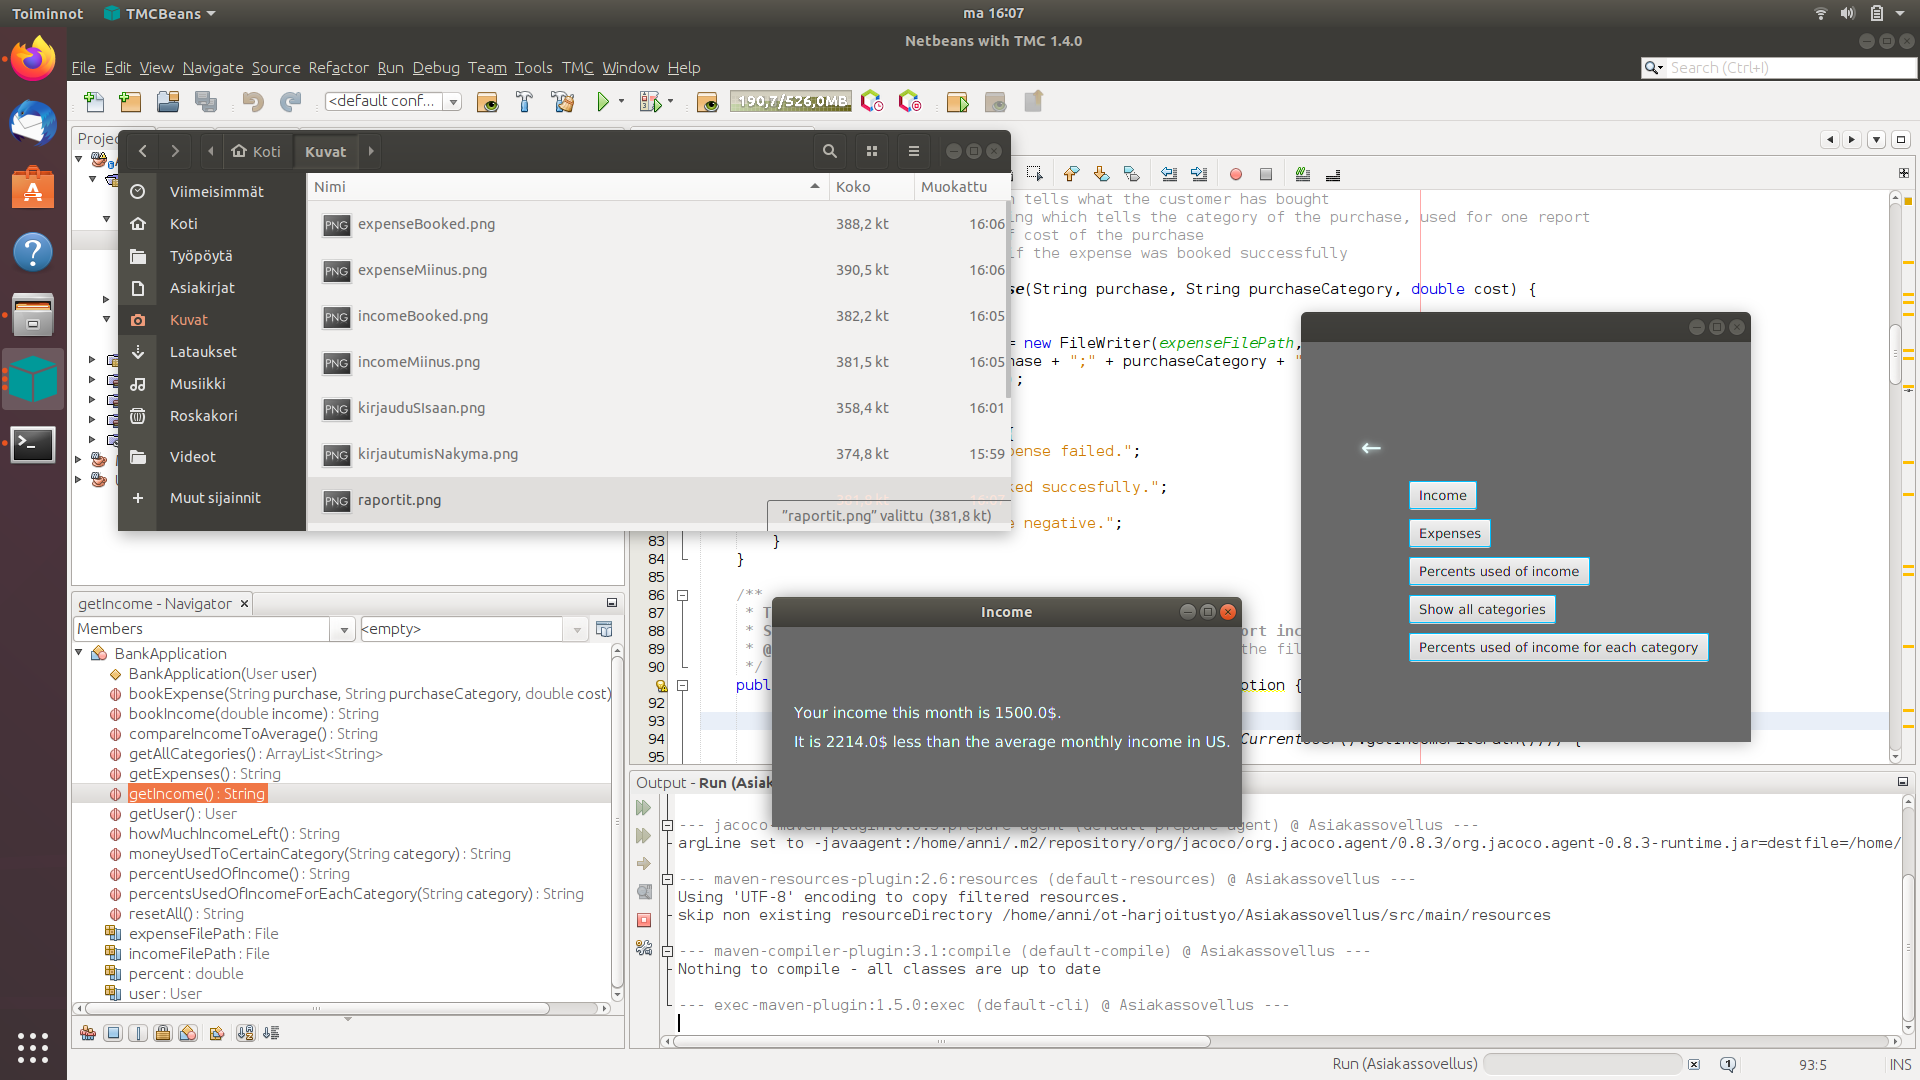 Toiminnot
TMCBeans
ma 16:07
Netbeans with TMC 1.4.0
File Edit View Navigate Source Refactor Run Debug Team Tools TMC Window Help
Search (Ctrl+I)
<default conf...
190,7/526,0MB
Projec
Koti
Kuvat
Nimi Koko Muokattu
Viimeisimmät
Koti
Työpöytä
Asiakirjat
Kuvat
Lataukset
Musiikki
Roskakori
Videot
Muut sijainnit
expenseBooked.png 388,2 kt 16:06
expenseMiinus.png 390,5 kt 16:06
incomeBooked.png 382,2 kt 16:05
incomeMiinus.png 381,5 kt 16:05
kirjauduSIsaan.png 358,4 kt 16:01
kirjautumisNakyma.png 374,8 kt 15:59
raportit.png
"raportit.png" valittu (381,8 kt)
tells what the customer has bought
ng which tells the category of the purchase, used for one report
cost of the purchase
if the expense was booked successfully
se(String purchase, String purchaseCategory, double cost) {
= new FileWriter(expenseFilePath,
hase + ";" + purchaseCategory + "
;
{
pense failed.";
ked succesfully.";
e negative.";
83 }
84 }
85
86 /**
87 * T
88 * S ort inc
89 * @ the fil
90 */
publ ption {
92
93
94
95
←
Income
Expenses
Percents used of income
Show all categories
Percents used of income for each category
Income
Your income this month is 1500.0$.
It is 2214.0$ less than the average monthly income in US.
getIncome - Navigator
Members
<empty>
BankApplication
BankApplication(User user)
bookExpense(String purchase, String purchaseCategory, double cost)
bookIncome(double income) : String
compareIncomeToAverage() : String
getAllCategories() : ArrayList<String>
getExpenses() : String
getIncome() : String
getUser() : User
howMuchIncomeLeft() : String
moneyUsedToCertainCategory(String category) : String
percentUsedOfIncome() : String
percentsUsedOfIncomeForEachCategory(String category) : String
resetAll() : String
expenseFilePath : File
incomeFilePath : File
percent : double
user : User
Output - Run (Asiak
--- jacoco-maven-plugin:0.8.3:prepare-agent (default-prepare-agent) @ Asiakassovellus ---
argLine set to -javaagent:/home/anni/.m2/repository/org/jacoco/org.jacoco.agent/0.8.3/org.jacoco.agent-0.8.3-runtime.jar=destfile=/home/
--- maven-resources-plugin:2.6:resources (default-resources) @ Asiakassovellus ---
Using 'UTF-8' encoding to copy filtered resources.
skip non existing resourceDirectory /home/anni/ot-harjoitustyo/Asiakassovellus/src/main/resources
--- maven-compiler-plugin:3.1:compile (default-compile) @ Asiakassovellus ---
Nothing to compile - all classes are up to date
--- exec-maven-plugin:1.5.0:exec (default-cli) @ Asiakassovellus ---
Run (Asiakassovellus)
93:5
INS